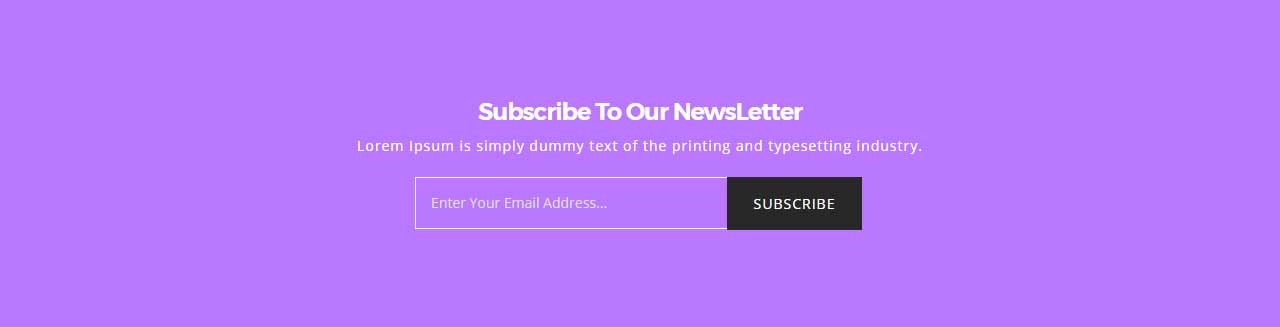 Subscribe To Our NewsLetter
Lorem Ipsum is simply dummy text of the printing and typesetting industry.
Enter Your Email Address...
SUBSCRIBE